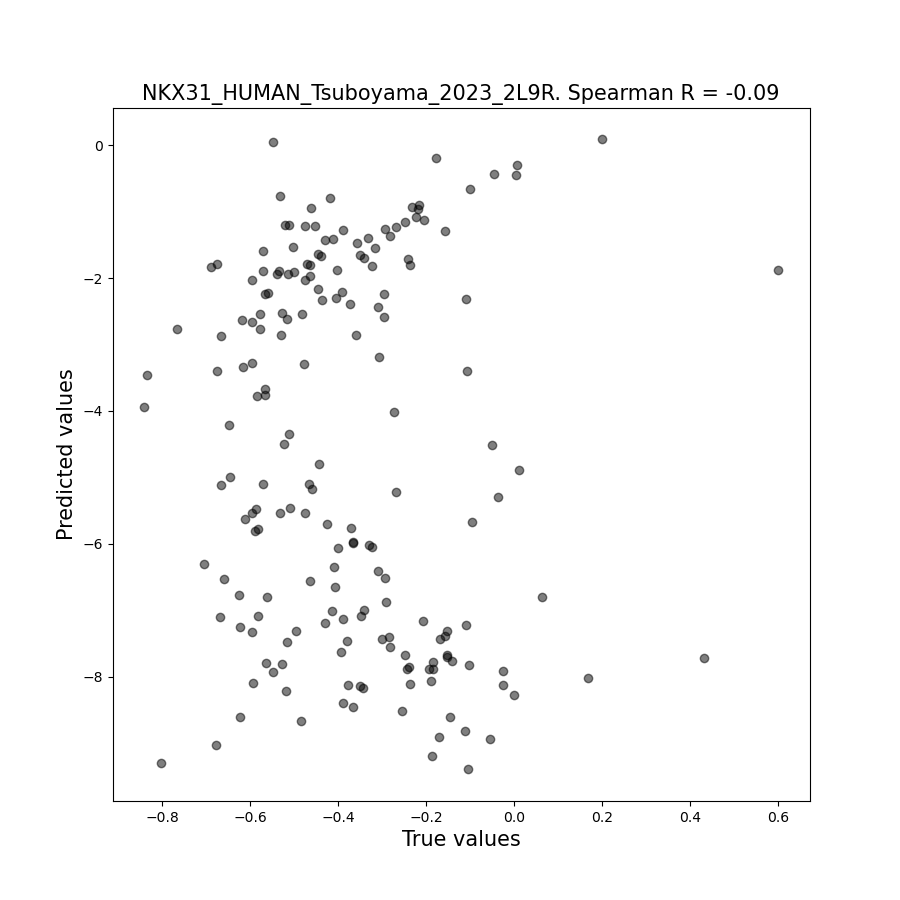 NKX31_HUMAN_Tsuboyama_2023_2L9R. Spearman R = -0.09
0
−2
−4
−6
−8
Predicted values
−0.8 −0.6 −0.4 −0.2 0.0 0.2 0.4 0.6
True values